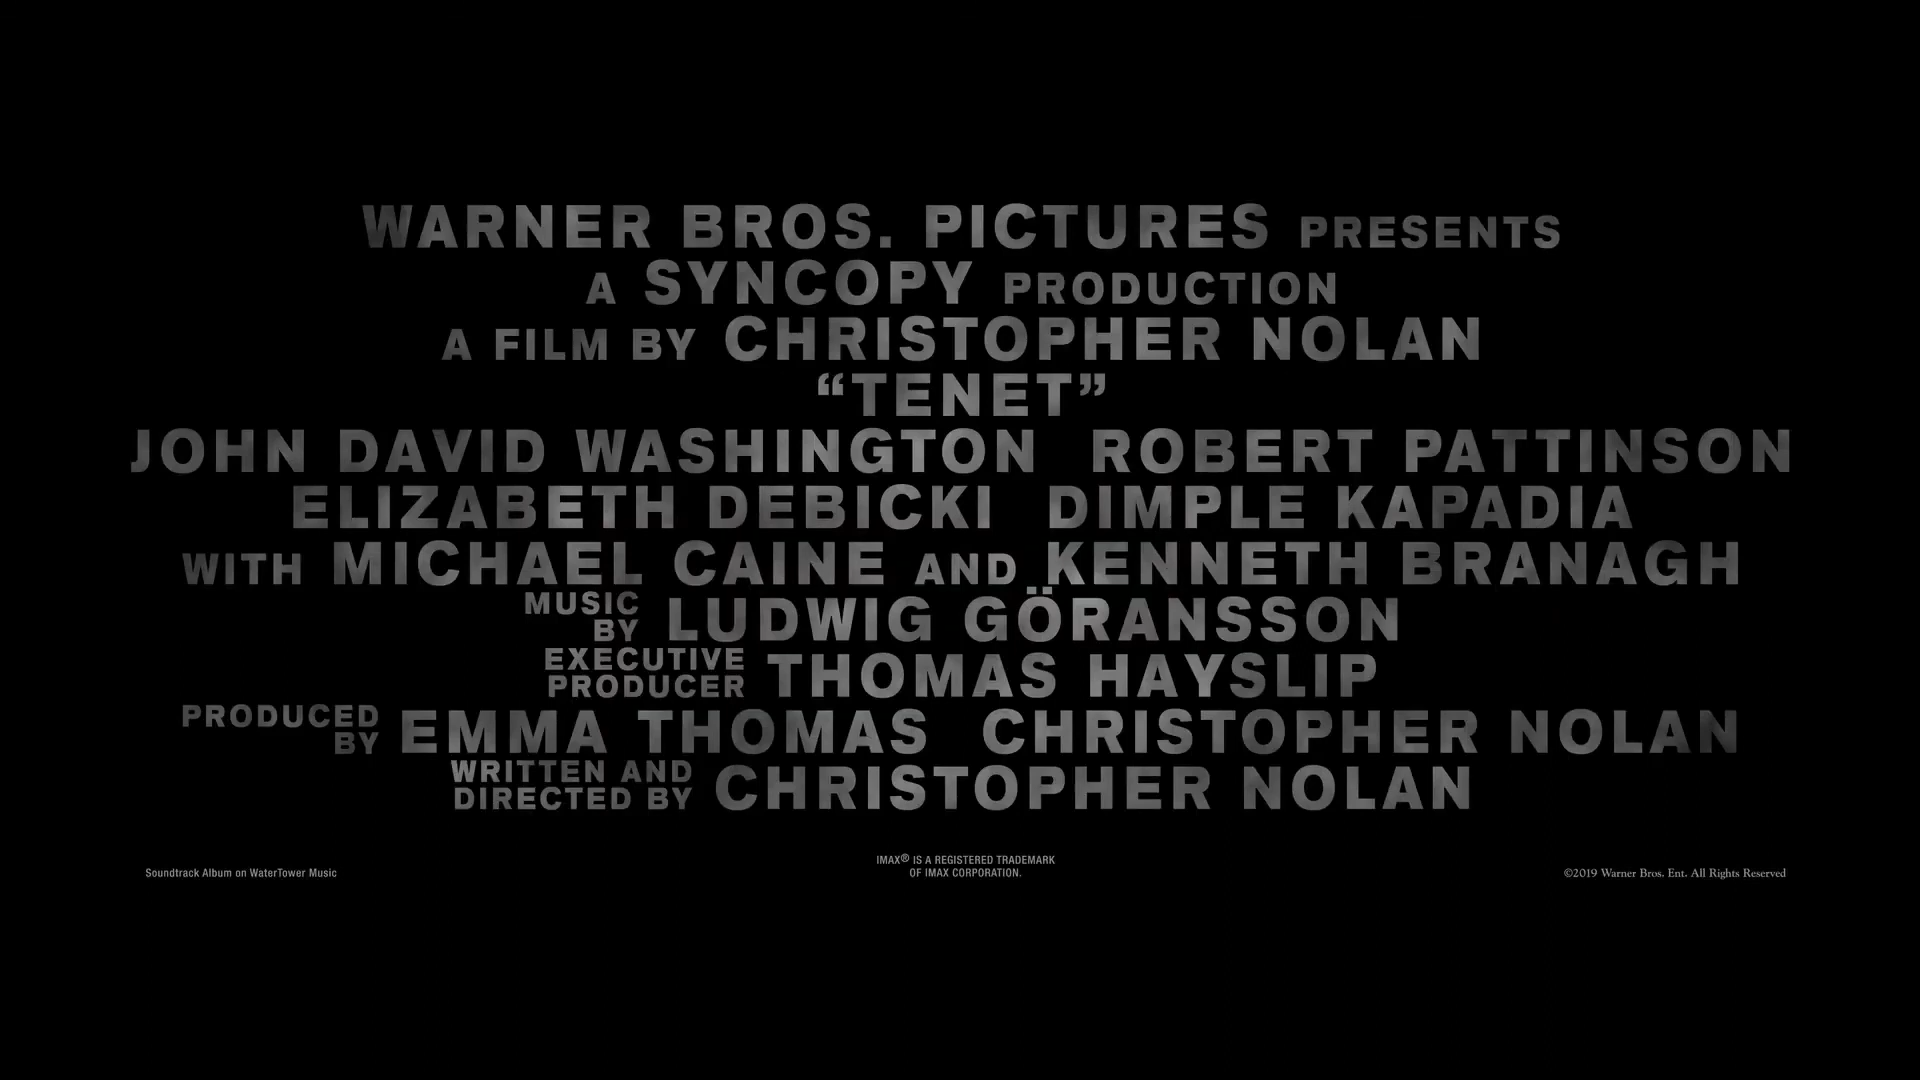 WARNER BROS. PICTURES PRESENTS
A SYNCOPY PRODUCTION
A FILM BY CHRISTOPHER NOLAN
“TENET”
JOHN DAVID WASHINGTON ROBERT PATTINSON
ELIZABETH DEBICKI DIMPLE KAPADIA
WITH MICHAEL CAINE AND KENNETH BRANAGH
MUSIC BY LUDWIG GÖRANSSON
EXECUTIVE PRODUCER THOMAS HAYSLIP
PRODUCED BY EMMA THOMAS CHRISTOPHER NOLAN
WRITTEN AND DIRECTED BY CHRISTOPHER NOLAN
Soundtrack Album on WaterTower Music
IMAX® IS A REGISTERED TRADEMARK
OF IMAX CORPORATION.
©2019 Warner Bros. Ent. All Rights Reserved